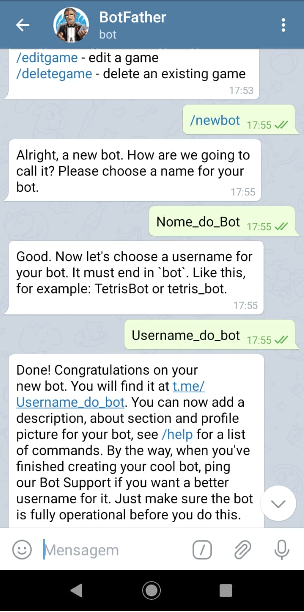 BotFather
bot
/editgame - edit a game
/deletegame - delete an existing game
17:53
/newbot 17:55
Alright, a new bot. How are we going to
call it? Please choose a name for your
bot. 17:55
Nome_do_Bot 17:55
Good. Now let's choose a username for
your bot. It must end in `bot`. Like this,
for example: TetrisBot or tetris_bot.
17:55
Username_do_bot 17:55
Done! Congratulations on your
new bot. You will find it at t.me/
Username_do_bot. You can now add a
description, about section and profile
picture for your bot, see /help for a list
of commands. By the way, when you've
finished creating your cool bot, ping
our Bot Support if you want a better
username for it. Just make sure the bot
is fully operational before you do this.
Mensagem